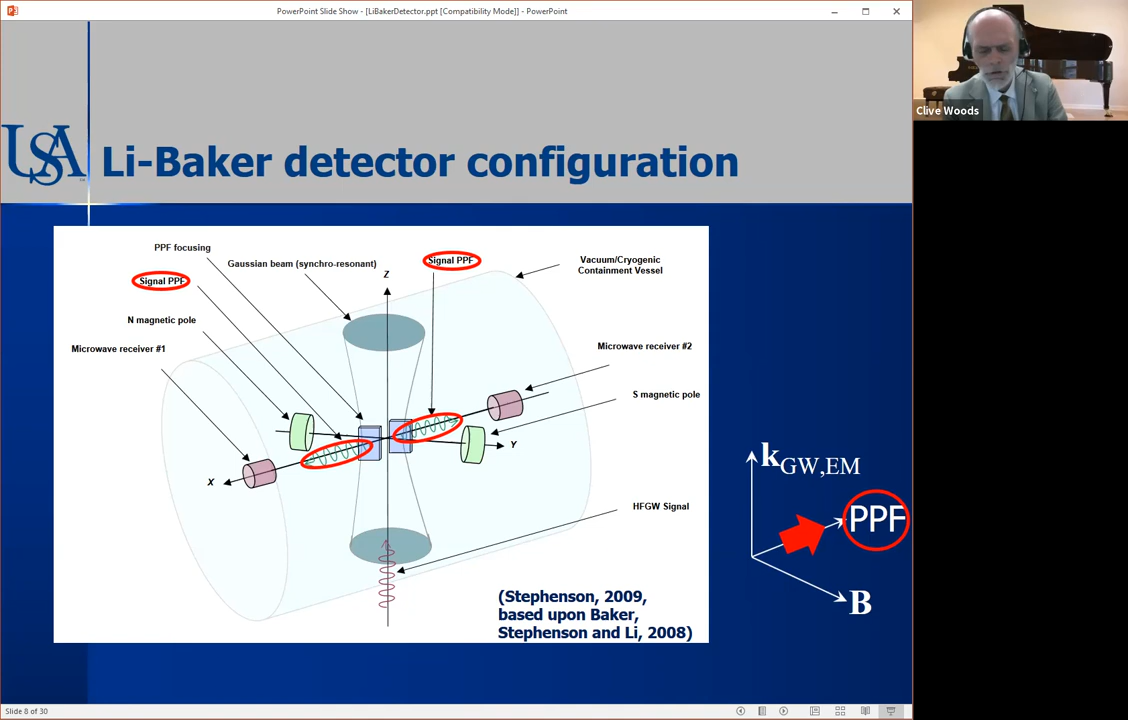 PowerPoint Slide Show - [LiBakerDetector.ppt [Compatibility Mode]] - PowerPoint
Clive Woods
USA
Li-Baker detector configuration
PPF focusing
Signal PPF
Gaussian beam (synchro-resonant)
Signal PPF
Vacuum/Cryogenic
Containment Vessel
Z
N magnetic pole
Microwave receiver #1
Microwave receiver #2
S magnetic pole
Y
X
HFGW Signal
kGW,EM
PPF
B
(Stephenson, 2009,
based upon Baker,
Stephenson and Li, 2008)
Slide 8 of 30